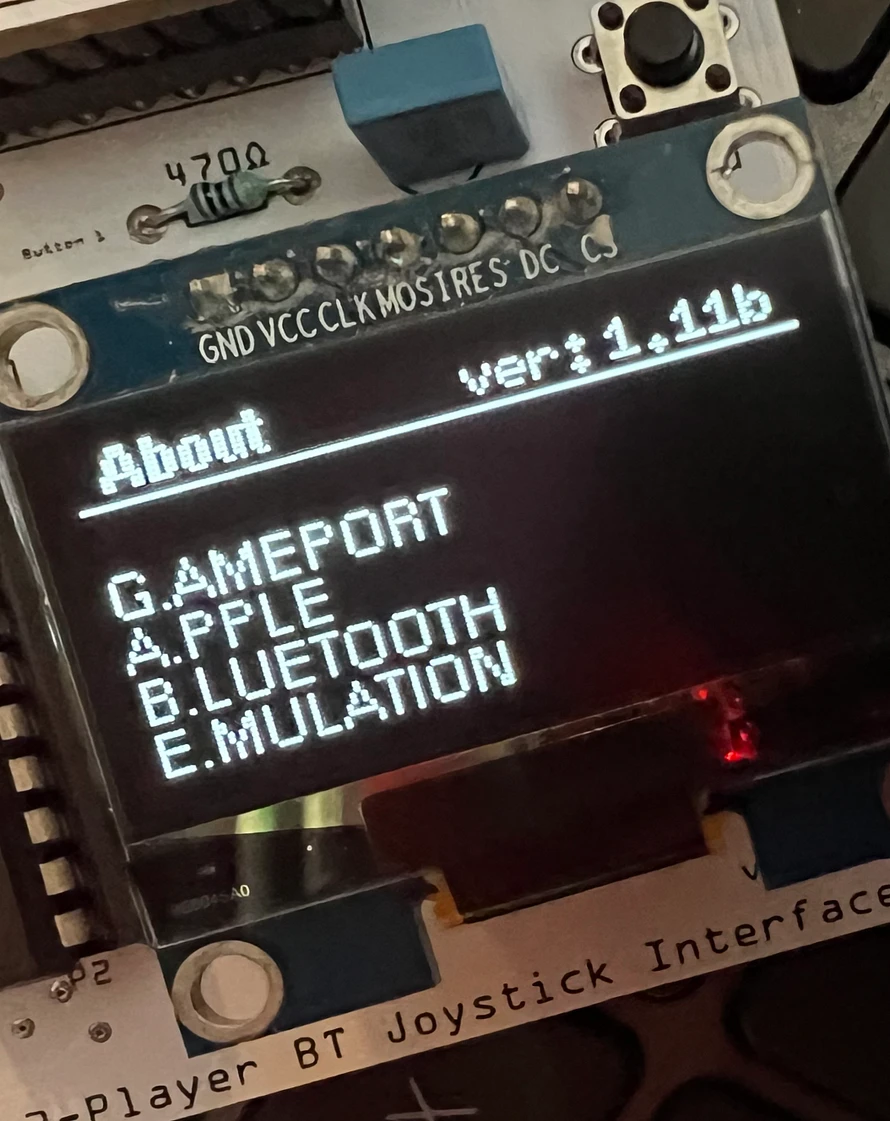 470Ω
Button 1
GND VCC CLK MOSI RES DC CS
About ver:1.11b
G.AMEPORT
A.PPLE
B.LUETOOTH
E.MULATION
P2
-Player BT Joystick Interface